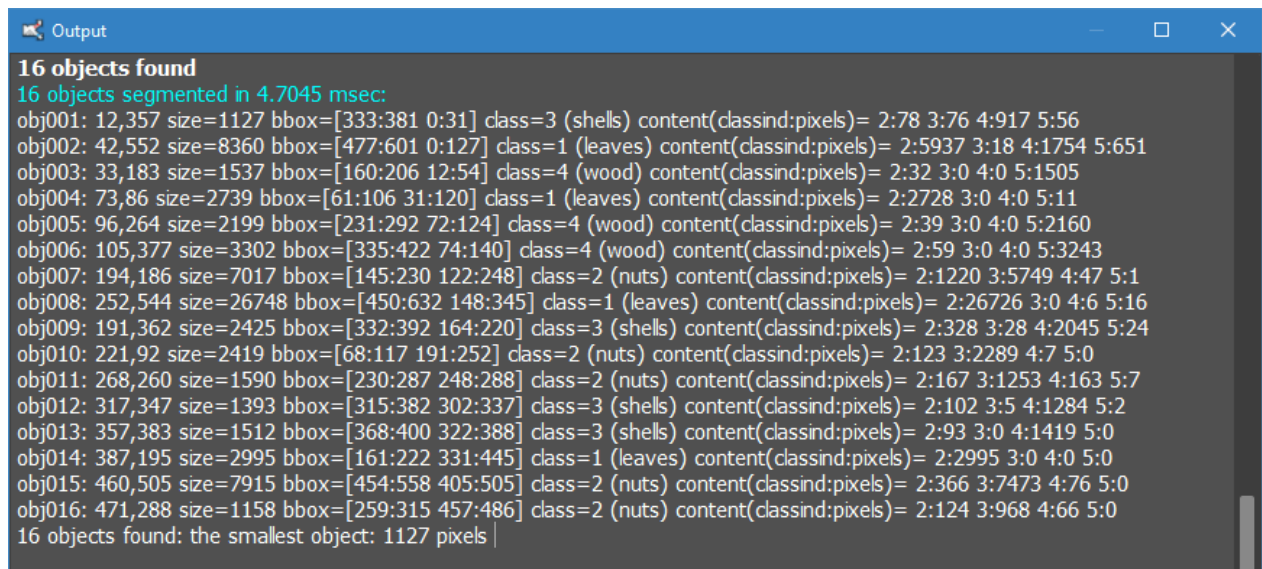 Output
16 objects found
16 objects segmented in 4.7045 msec:
obj001: 12,357 size=1127 bbox=[333:381 0:31] class=3 (shells) content(classind:pixels)= 2:78 3:76 4:917 5:56
obj002: 42,552 size=8360 bbox=[477:601 0:127] class=1 (leaves) content(classind:pixels)= 2:5937 3:18 4:1754 5:651
obj003: 33,183 size=1537 bbox=[160:206 12:54] class=4 (wood) content(classind:pixels)= 2:32 3:0 4:0 5:1505
obj004: 73,86 size=2739 bbox=[61:106 31:120] class=1 (leaves) content(classind:pixels)= 2:2728 3:0 4:0 5:11
obj005: 96,264 size=2199 bbox=[231:292 72:124] class=4 (wood) content(classind:pixels)= 2:39 3:0 4:0 5:2160
obj006: 105,377 size=3302 bbox=[335:422 74:140] class=4 (wood) content(classind:pixels)= 2:59 3:0 4:0 5:3243
obj007: 194,186 size=7017 bbox=[145:230 122:248] class=2 (nuts) content(classind:pixels)= 2:1220 3:5749 4:47 5:1
obj008: 252,544 size=26748 bbox=[450:632 148:345] class=1 (leaves) content(classind:pixels)= 2:26726 3:0 4:6 5:16
obj009: 191,362 size=2425 bbox=[332:392 164:220] class=3 (shells) content(classind:pixels)= 2:328 3:28 4:2045 5:24
obj010: 221,92 size=2419 bbox=[68:117 191:252] class=2 (nuts) content(classind:pixels)= 2:123 3:2289 4:7 5:0
obj011: 268,260 size=1590 bbox=[230:287 248:288] class=2 (nuts) content(classind:pixels)= 2:167 3:1253 4:163 5:7
obj012: 317,347 size=1393 bbox=[315:382 302:337] class=3 (shells) content(classind:pixels)= 2:102 3:5 4:1284 5:2
obj013: 357,383 size=1512 bbox=[368:400 322:388] class=3 (shells) content(classind:pixels)= 2:93 3:0 4:1419 5:0
obj014: 387,195 size=2995 bbox=[161:222 331:445] class=1 (leaves) content(classind:pixels)= 2:2995 3:0 4:0 5:0
obj015: 460,505 size=7915 bbox=[454:558 405:505] class=2 (nuts) content(classind:pixels)= 2:366 3:7473 4:76 5:0
obj016: 471,288 size=1158 bbox=[259:315 457:486] class=2 (nuts) content(classind:pixels)= 2:124 3:968 4:66 5:0
16 objects found: the smallest object: 1127 pixels